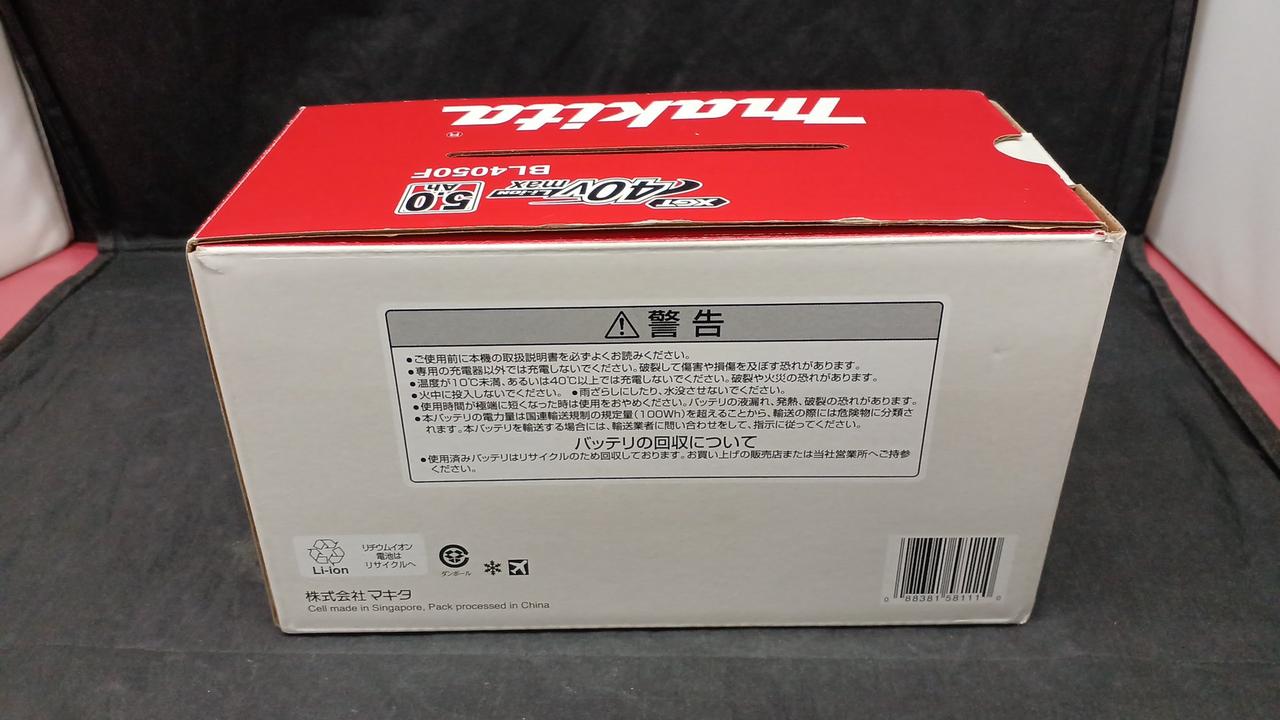 makita
BL4050F
XGT 40Vmax Li-ion 5.0 Ah
警告
●ご使用前に本機の取扱説明書を必ずよくお読みください。
●専用の充電器以外では充電しないでください。破裂して傷害や損傷を及ぼす恐れがあります。
●温度が10℃未満、あるいは40℃以上では充電しないでください。破裂や火災の恐れがあります。
●火中に投入しないでください。 ●雨ざらしにしたり、水没させないでください。
●使用時間が極端に短くなった時は使用をおやめください。バッテリの液漏れ、発熱、破裂の恐れがあります。
●本バッテリの電力量は国連輸送規制の規定量(100Wh)を超えることから、輸送の際には危険物に分類さ
れます。本バッテリを輸送する場合には、輸送業者に問い合わせをして、指示に従ってください。
バッテリの回収について
●使用済みバッテリはリサイクルのため回収しております。お買い上げの販売店または当社営業所へご持参
ください。
リチウムイオン
電池は
リサイクルへ
Li-ion
ダンボール
株式会社マキタ
Cell made in Singapore, Pack processed in China
0 88381 58111 0